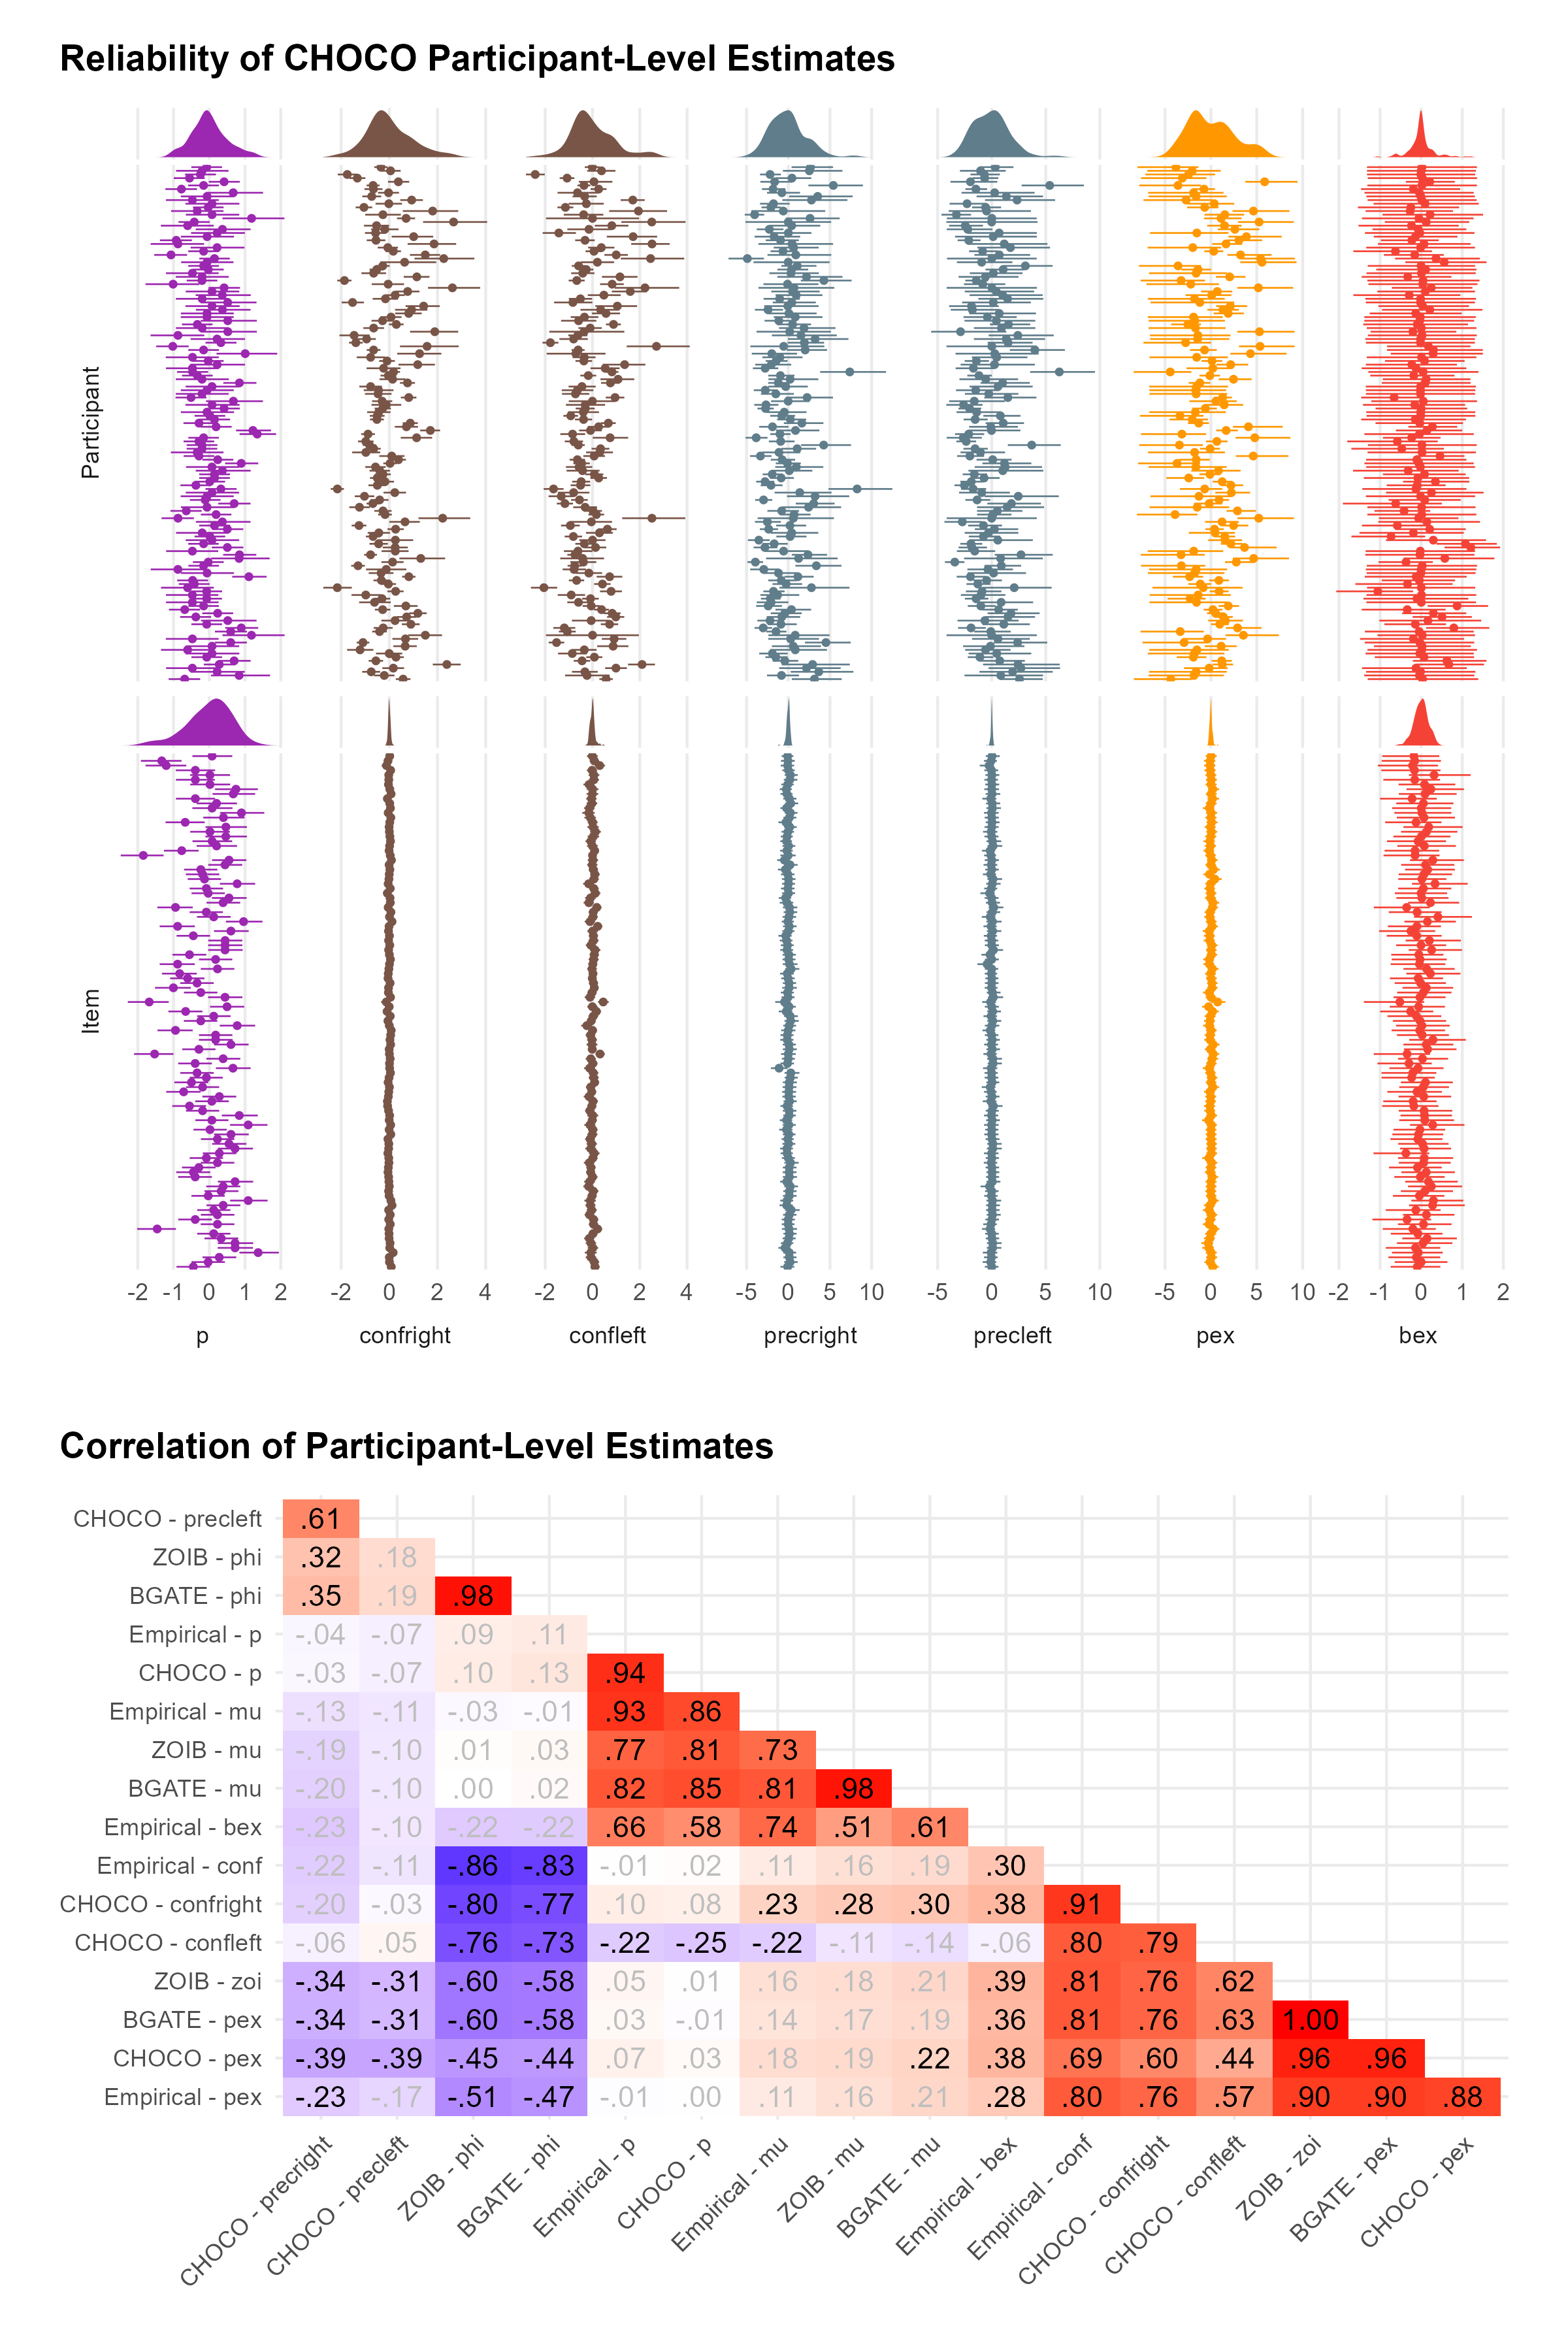 Reliability of CHOCO Participant-Level Estimates
Participant
Item
-2 -1 0 1 2 -2 0 2 4 -2 0 2 4 -5 0 5 10 -5 0 5 10 -5 0 5 10 -2 -1 0 1 2
p confright confleft precright precleft pex bex
Correlation of Participant-Level Estimates
CHOCO - precleft .61
ZOIB - phi .32 .18
BGATE - phi .35 .19 .98
Empirical - p -.04 -.07 .09 .11
CHOCO - p -.03 -.07 .10 .13 .94
Empirical - mu -.13 -.11 -.03 -.01 .93 .86
ZOIB - mu -.19 -.10 .01 .03 .77 .81 .73
BGATE - mu -.20 -.10 .00 .02 .82 .85 .81 .98
Empirical - bex -.23 -.10 -.22 -.22 .66 .58 .74 .51 .61
Empirical - conf -.22 -.11 -.86 -.83 -.01 .02 .11 .16 .19 .30
CHOCO - confright -.20 -.03 -.80 -.77 .10 .08 .23 .28 .30 .38 .91
CHOCO - confleft -.06 .05 -.76 -.73 -.22 -.25 -.22 -.11 -.14 -.06 .80 .79
ZOIB - zoi -.34 -.31 -.60 -.58 .05 .01 .16 .18 .21 .39 .81 .76 .62
BGATE - pex -.34 -.31 -.60 -.58 .03 -.01 .14 .17 .19 .36 .81 .76 .63 1.00
CHOCO - pex -.39 -.39 -.45 -.44 .07 .03 .18 .19 .22 .38 .69 .60 .44 .96 .96
Empirical - pex -.23 -.17 -.51 -.47 -.01 .00 .11 .16 .21 .28 .80 .76 .57 .90 .90 .88
CHOCO - precright
CHOCO - precleft
ZOIB - phi
BGATE - phi
Empirical - p
CHOCO - p
Empirical - mu
ZOIB - mu
BGATE - mu
Empirical - bex
Empirical - conf
CHOCO - confright
CHOCO - confleft
ZOIB - zoi
BGATE - pex
CHOCO - pex